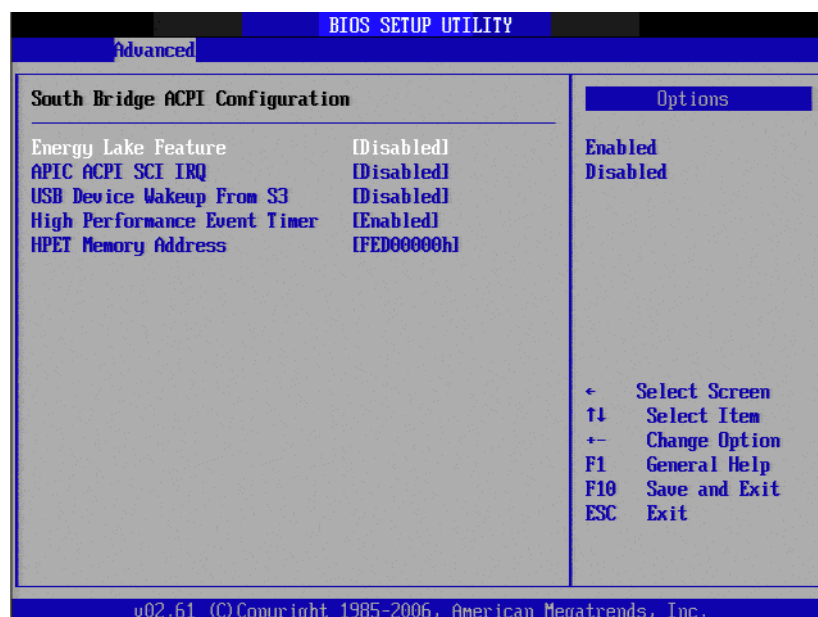 BIOS SETUP UTILITY
Advanced
South Bridge ACPI Configuration
Energy Lake Feature [Disabled]
APIC ACPI SCI IRQ [Disabled]
USB Device Wakeup From S3 [Disabled]
High Performance Event Timer [Enabled]
HPET Memory Address [FED00000h]
Options
Enabled
Disabled
← Select Screen
↑↓ Select Item
+- Change Option
F1 General Help
F10 Save and Exit
ESC Exit
v02.61 (C)Copyright 1985-2006, American Megatrends, Inc.